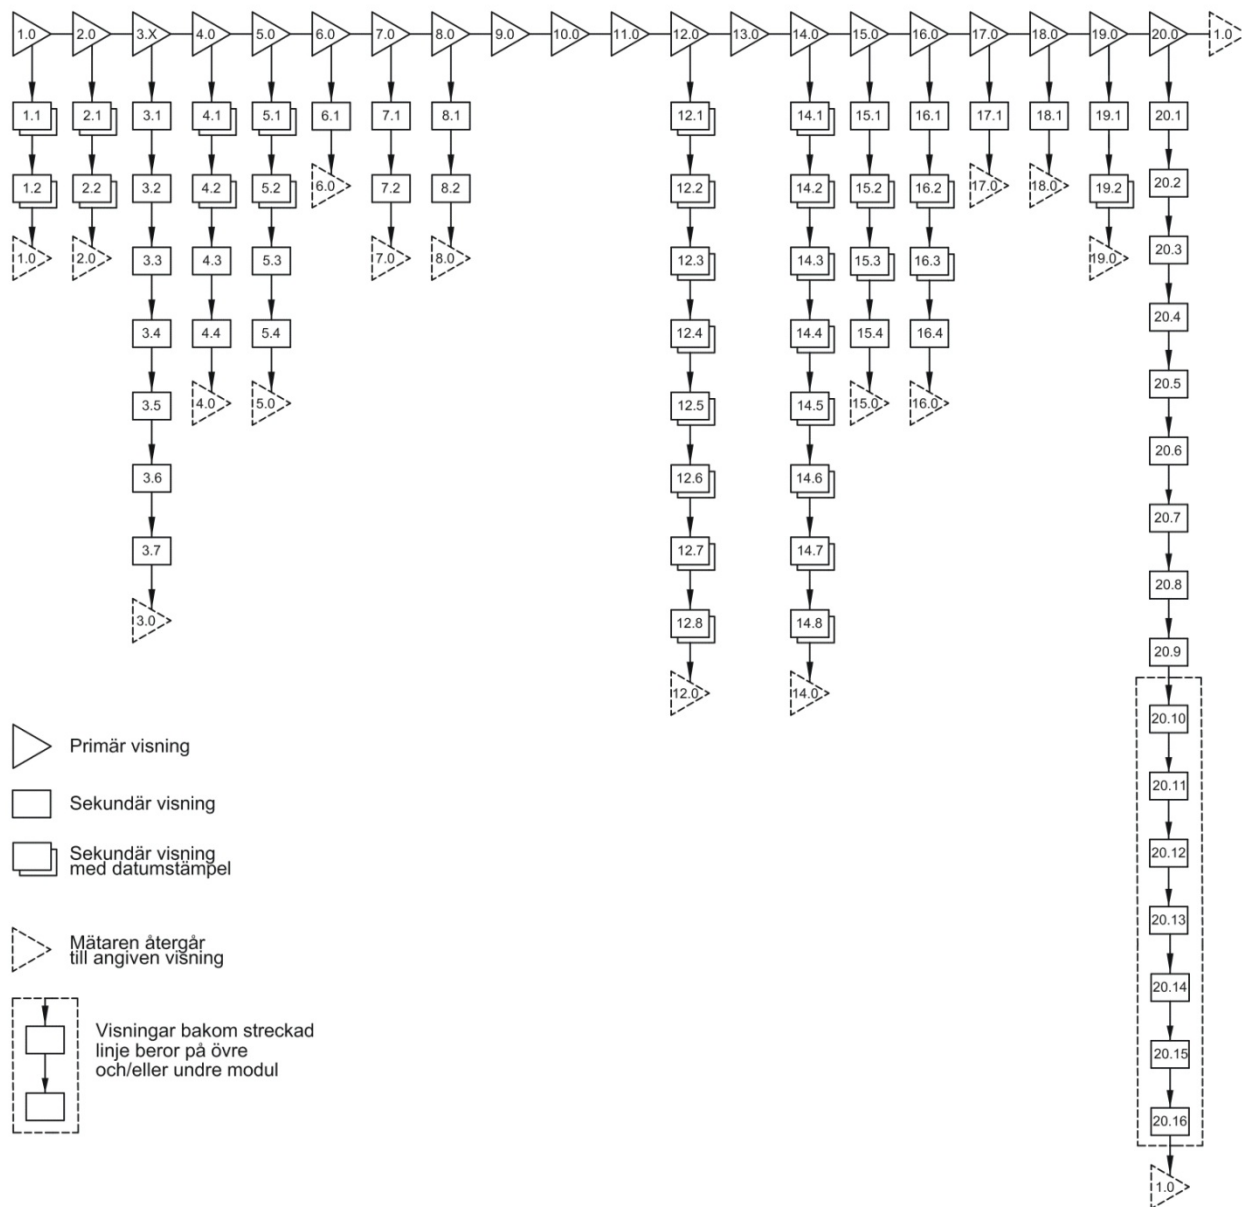 1.0 2.0 3.X 4.0 5.0 6.0 7.0 8.0 9.0 10.0 11.0 12.0 13.0 14.0 15.0 16.0 17.0 18.0 19.0 20.0 1.0
1.1 2.1 3.1 4.1 5.1 6.1 7.1 8.1 12.1 14.1 15.1 16.1 17.1 18.1 19.1 20.1
1.2 2.2 3.2 4.2 5.2 6.0 7.2 8.2 12.2 14.2 15.2 16.2 17.0 18.0 19.2 20.2
1.0 2.0 3.3 4.3 5.3 7.0 8.0 12.3 14.3 15.3 16.3 19.0 20.3
3.4 4.4 5.4 12.4 14.4 15.4 16.4 20.4
3.5 4.0 5.0 12.5 14.5 15.0 16.0 20.5
3.6 12.6 14.6 20.6
3.7 12.7 14.7 20.7
3.0 12.8 14.8 20.8
20.9
12.0 14.0
20.10
20.11
20.12
20.13
20.14
20.15
20.16
1.0
Primär visning
Sekundär visning
Sekundär visning
med datumstämpel
Mätaren återgår
till angiven visning
Visningar bakom streckad
linje beror på övre
och/eller undre modul